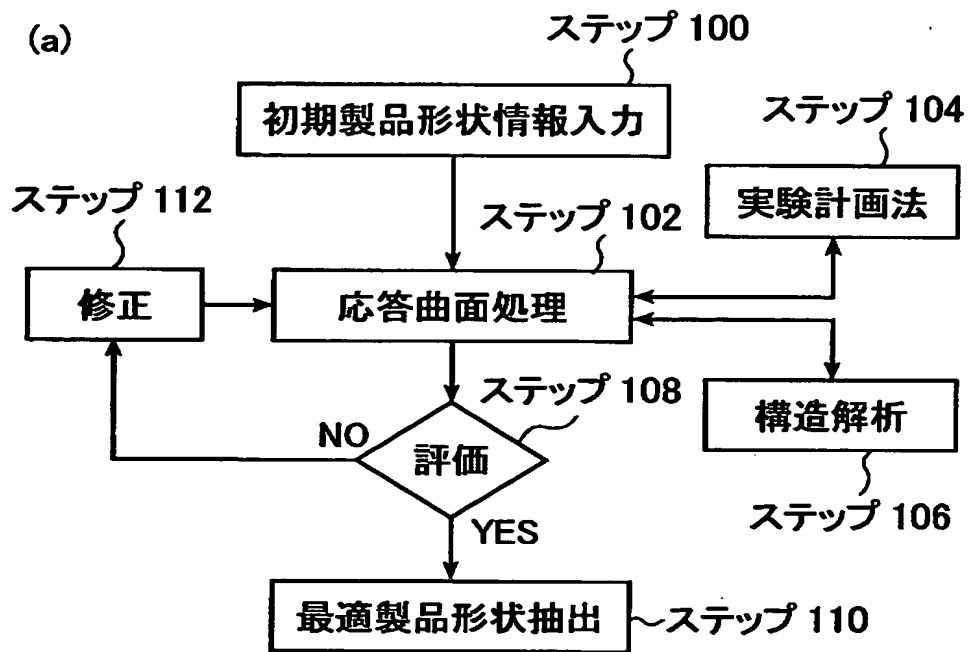 (a)
ステップ 100
初期製品形状情報入力
ステップ 104
実験計画法
ステップ 112
修正
ステップ 102
応答曲面処理
ステップ 108
NO
評価
構造解析
ステップ 106
YES
最適製品形状抽出
ステップ 110